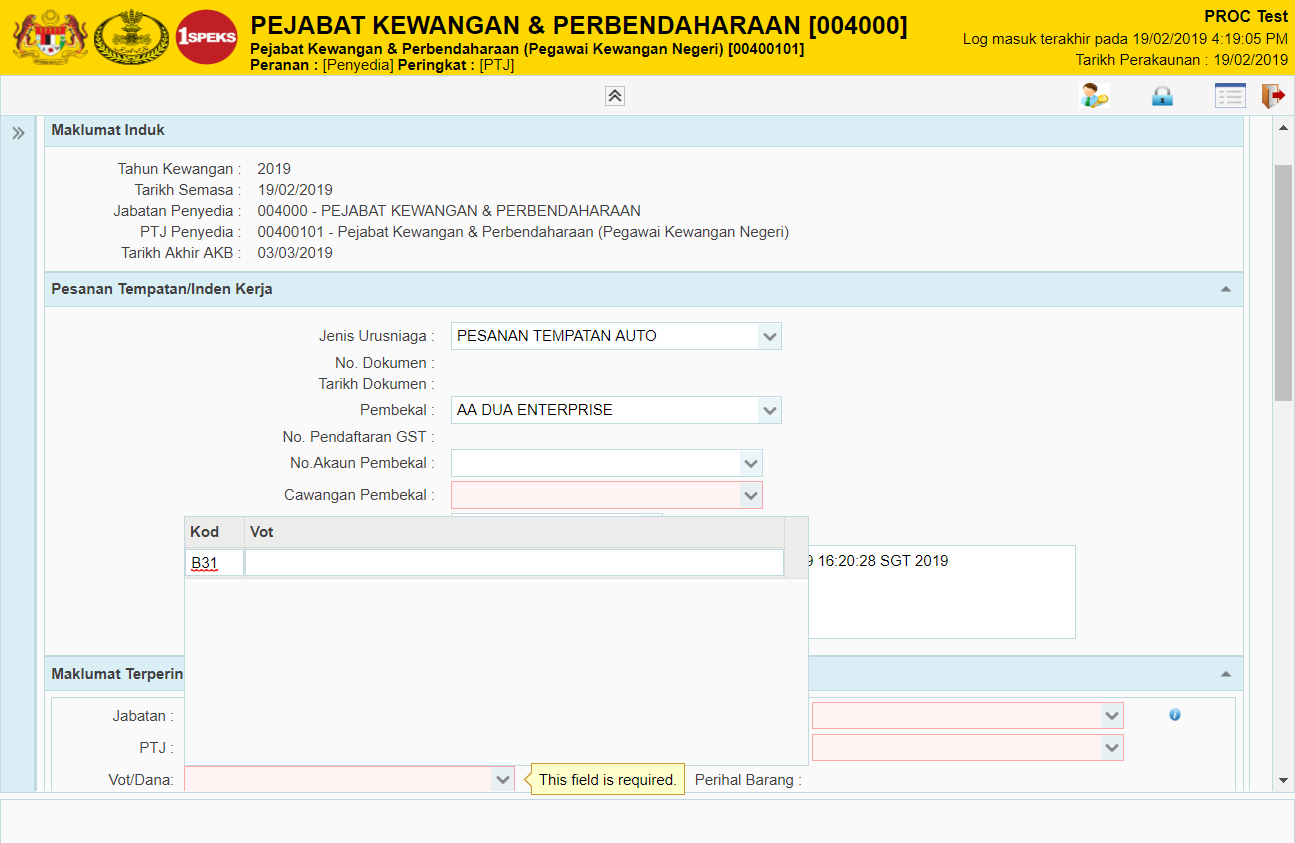 1SPEKS
PEJABAT KEWANGAN & PERBENDAHARAAN [004000]
Pejabat Kewangan & Perbendaharaan (Pegawai Kewangan Negeri) [00400101]
Peranan : [Penyedia] Peringkat : [PTJ]
PROC Test
Log masuk terakhir pada 19/02/2019 4:19:05 PM
Tarikh Perakaunan : 19/02/2019
Maklumat Induk
Tahun Kewangan : 2019
Tarikh Semasa : 19/02/2019
Jabatan Penyedia : 004000 - PEJABAT KEWANGAN & PERBENDAHARAAN
PTJ Penyedia : 00400101 - Pejabat Kewangan & Perbendaharaan (Pegawai Kewangan Negeri)
Tarikh Akhir AKB : 03/03/2019
Pesanan Tempatan/Inden Kerja
Jenis Urusniaga : PESANAN TEMPATAN AUTO
No. Dokumen :
Tarikh Dokumen :
Pembekal : AA DUA ENTERPRISE
No. Pendaftaran GST :
No.Akaun Pembekal :
Cawangan Pembekal :
Kod Vot
B31
16:20:28 SGT 2019
Maklumat Terperin
Jabatan :
PTJ :
Vot/Dana: This field is required. Perihal Barang :